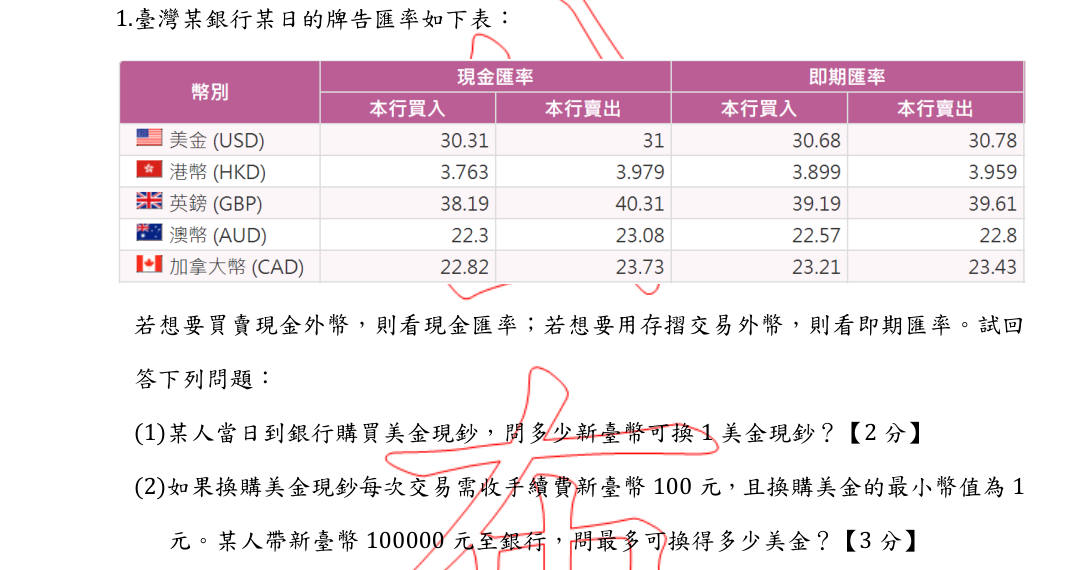 1.臺灣某銀行某日的牌告匯率如下表：
幣別 現金匯率 即期匯率
本行買入 本行賣出 本行買入 本行賣出
美金 (USD) 30.31 31 30.68 30.78
港幣 (HKD) 3.763 3.979 3.899 3.959
英鎊 (GBP) 38.19 40.31 39.19 39.61
澳幣 (AUD) 22.3 23.08 22.57 22.8
加拿大幣 (CAD) 22.82 23.73 23.21 23.43
若想要買賣現金外幣，則看現金匯率；若想要用存摺交易外幣，則看即期匯率。試回
答下列問題：
(1)某人當日到銀行購買美金現鈔，問多少新臺幣可換 1 美金現鈔？【2 分】
(2)如果換購美金現鈔每次交易需收手續費新臺幣 100 元，且換購美金的最小幣值為 1
元。某人帶新臺幣 100000 元至銀行，問最多可換得多少美金？【3 分】